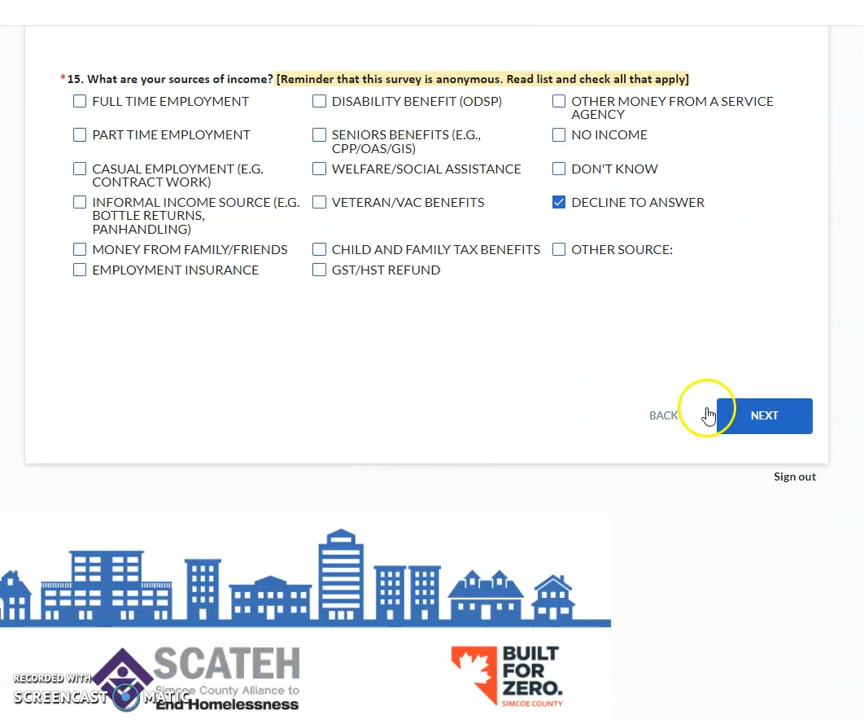 * 15. What are your sources of income? [Reminder that this survey is anonymous. Read list and check all that apply]
FULL TIME EMPLOYMENT
PART TIME EMPLOYMENT
CASUAL EMPLOYMENT (E.G.
CONTRACT WORK)
INFORMAL INCOME SOURCE (E.G.
BOTTLE RETURNS,
PANHANDLING)
MONEY FROM FAMILY/FRIENDS
EMPLOYMENT INSURANCE
DISABILITY BENEFIT (ODSP)
SENIORS BENEFITS (E.G.,
CPP/OAS/GIS)
WELFARE/SOCIAL ASSISTANCE
VETERAN/VAC BENEFITS
CHILD AND FAMILY TAX BENEFITS
GST/HST REFUND
OTHER MONEY FROM A SERVICE
AGENCY
NO INCOME
DON'T KNOW
DECLINE TO ANSWER
OTHER SOURCE:
BACK
NEXT
Sign out
SCATEH
Simcoe County Alliance to
End Homelessness
BUILT
FOR
ZERO.
SIMCOE COUNTY
RECORDED WITH
SCREENCAST MATIC